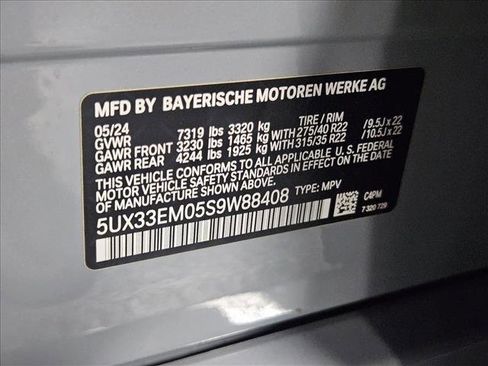 MFD BY BAYERISCHE MOTOREN WERKE AG
05/24 7319 lbs 3320 kg TIRE / RIM
GVWR
GAWR FRONT 3230 lbs 1465 kg WITH 275/40 R22 /9.5J x 22
GAWR REAR 4244 lbs 1925 kg WITH 315/35 R22 /10.5J x 22
THIS VEHICLE CONFORMS TO ALL APPLICABLE U.S. FEDERAL
MOTOR VEHICLE SAFETY STANDARDS IN EFFECT ON THE DATE
OF MANUFACTURE SHOWN ABOVE.
5UX33EM05S9W88408 TYPE: MPV
C4PM
7 320 729